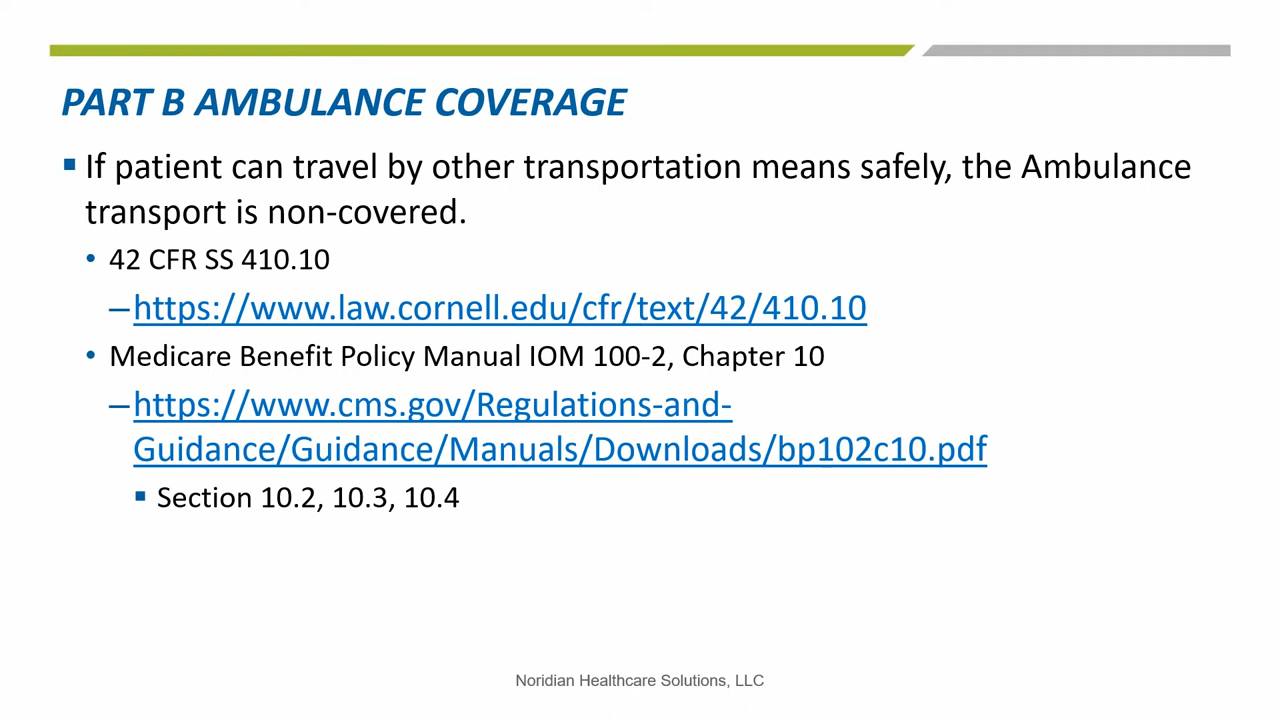 PART B AMBULANCE COVERAGE
If patient can travel by other transportation means safely, the Ambulance
transport is non-covered.
42 CFR SS 410.10
–https://www.law.cornell.edu/cfr/text/42/410.10
Medicare Benefit Policy Manual IOM 100-2, Chapter 10
–https://www.cms.gov/Regulations-and-
Guidance/Guidance/Manuals/Downloads/bp102c10.pdf
Section 10.2, 10.3, 10.4
Noridian Healthcare Solutions, LLC